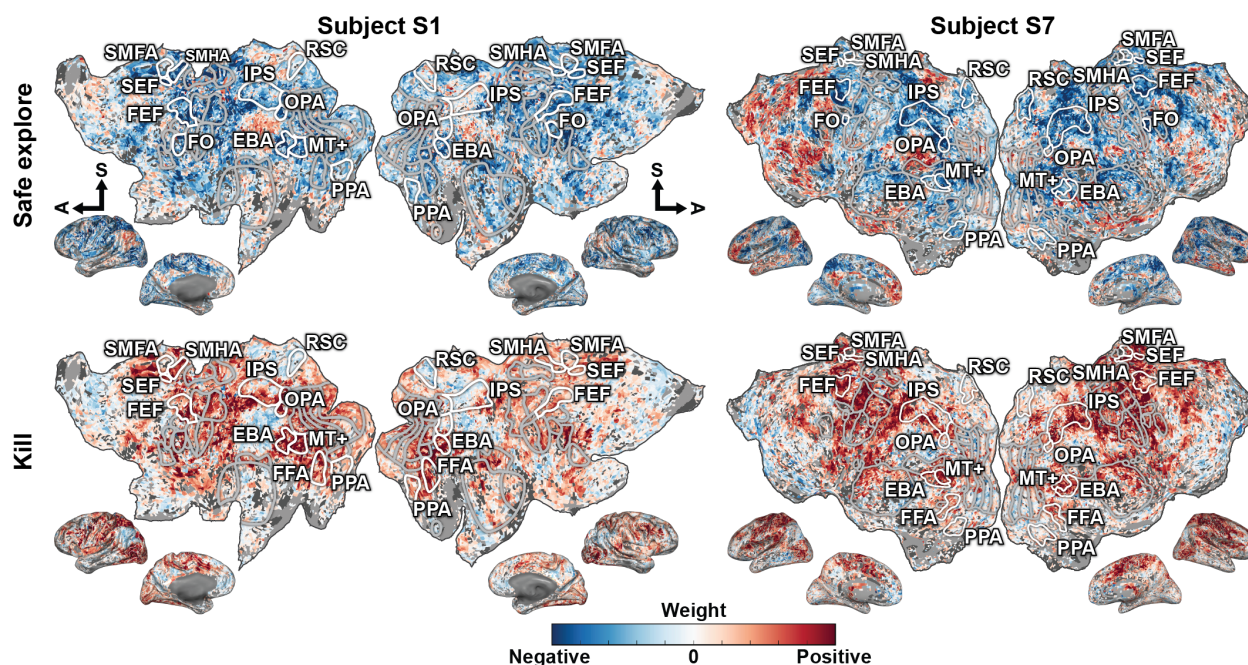 Subject S1
Subject S7
Safe explore
SMFA
SMHA
RSC
SEF
IPS
FEF
OPA
FO
EBA
MT+
PPA
S
A
RSC
SMHA
SMFA
SEF
IPS
FEF
OPA
FO
EBA
PPA
S
A
SEF
SMFA
SMHA
RSC
FEF
IPS
FO
OPA
MT+
EBA
PPA
RSC
SMHA
SMFA
SEF
FEF
IPS
FO
OPA
MT+
EBA
PPA
Kill
SMFA
SMHA
RSC
SEF
IPS
FEF
OPA
EBA
MT+
FFA
PPA
RSC
SMHA
SMFA
SEF
IPS
FEF
OPA
EBA
FFA
PPA
SEF
SMFA
SMHA
RSC
FEF
IPS
OPA
MT+
EBA
FFA
PPA
RSC
SMHA
SMFA
SEF
FEF
IPS
OPA
MT+
EBA
FFA
PPA
Weight
Negative 0 Positive